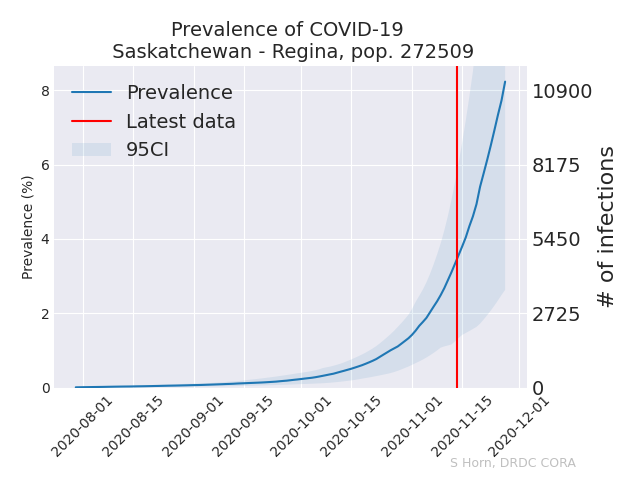 Prevalence of COVID-19
Saskatchewan - Regina, pop. 272509
Prevalence
Latest data
95CI
Prevalence (%)
8
6
4
2
0
10900
8175
5450
2725
0
# of infections
2020-08-01
2020-08-15
2020-09-01
2020-09-15
2020-10-01
2020-10-15
2020-11-01
2020-11-15
2020-12-01
S Horn, DRDC CORA